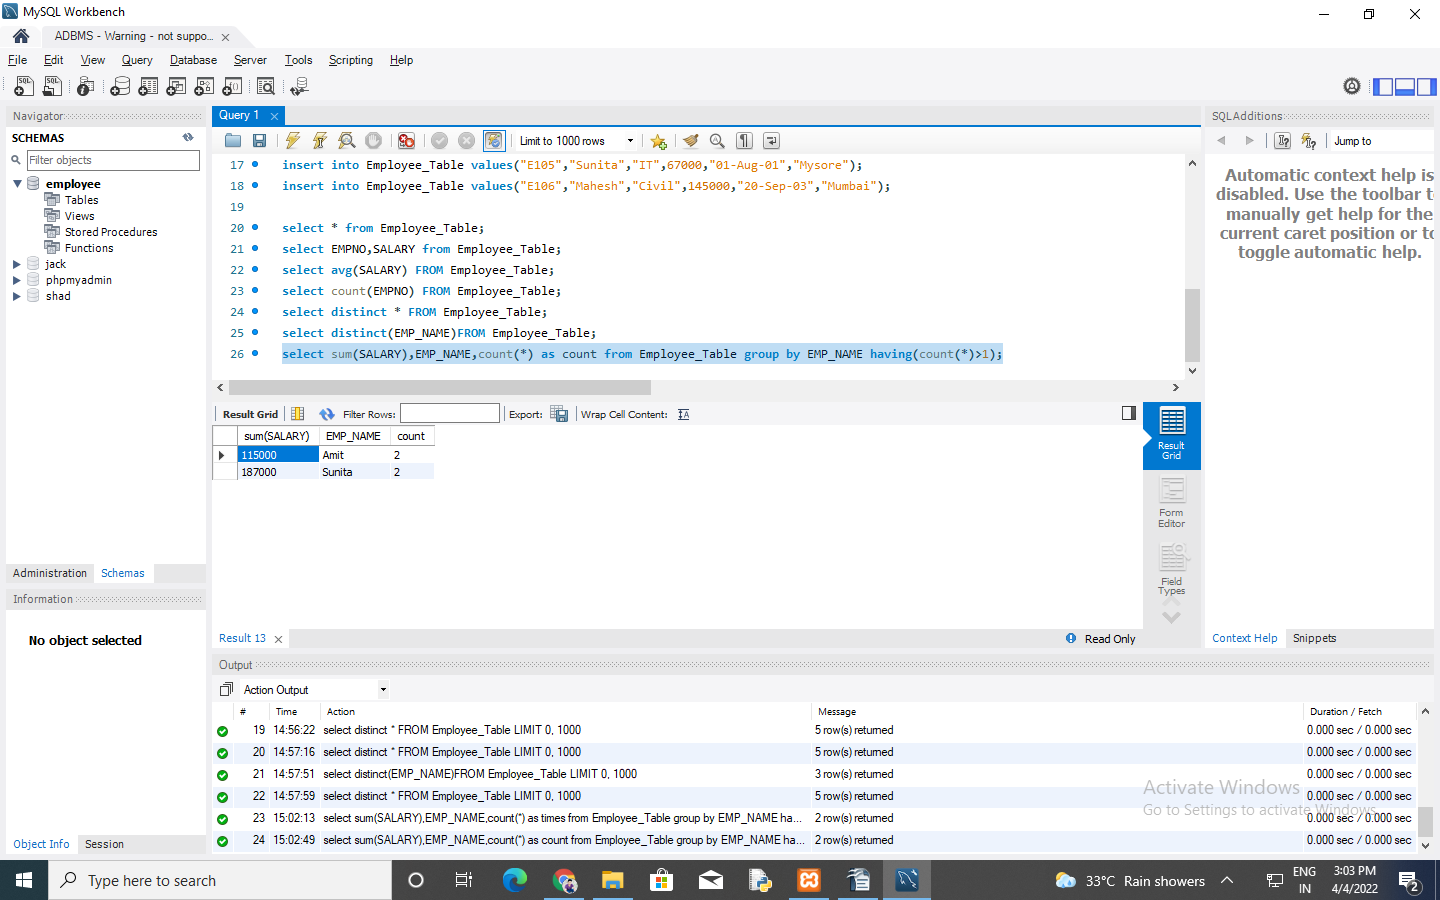 MySQL Workbench
ADBMS - Warning - not suppo...
File Edit View Query Database Server Tools Scripting Help
Navigator
SCHEMAS
Filter objects
employee
Tables
Views
Stored Procedures
Functions
jack
phpmyadmin
shad
Administration Schemas
Information
No object selected
Object Info Session
Query 1
Limit to 1000 rows
17 insert into Employee_Table values("E105","Sunita","IT",67000,"01-Aug-01","Mysore");
18 insert into Employee_Table values("E106","Mahesh","Civil",145000,"20-Sep-03","Mumbai");
19
20 select * from Employee_Table;
21 select EMPNO,SALARY from Employee_Table;
22 select avg(SALARY) FROM Employee_Table;
23 select count(EMPNO) FROM Employee_Table;
24 select distinct * FROM Employee_Table;
25 select distinct(EMP_NAME)FROM Employee_Table;
26 select sum(SALARY),EMP_NAME,count(*) as count from Employee_Table group by EMP_NAME having(count(*)>1);
Result Grid Filter Rows: Export: Wrap Cell Content:
sum(SALARY) EMP_NAME count
115000 Amit 2
187000 Sunita 2
Result Grid
Form Editor
Field Types
Result 13
Read Only
SQLAdditions
Jump to
Automatic context help is
disabled. Use the toolbar t
manually get help for the
current caret position or to
toggle automatic help.
Context Help Snippets
Output
Action Output
# Time Action Message Duration / Fetch
19 14:56:22 select distinct * FROM Employee_Table LIMIT 0, 1000 5 row(s) returned 0.000 sec / 0.000 sec
20 14:57:16 select distinct * FROM Employee_Table LIMIT 0, 1000 5 row(s) returned 0.000 sec / 0.000 sec
21 14:57:51 select distinct(EMP_NAME)FROM Employee_Table LIMIT 0, 1000 3 row(s) returned 0.000 sec / 0.000 sec
22 14:57:59 select distinct * FROM Employee_Table LIMIT 0, 1000 5 row(s) returned 0.000 sec / 0.000 sec
23 15:02:13 select sum(SALARY),EMP_NAME,count(*) as times from Employee_Table group by EMP_NAME ha... 2 row(s) returned 0.000 sec / 0.000 sec
24 15:02:49 select sum(SALARY),EMP_NAME,count(*) as count from Employee_Table group by EMP_NAME ha... 2 row(s) returned 0.000 sec / 0.000 sec
Activate Windows
Go to Settings to activate Windows.
Type here to search
33°C Rain showers
ENG
IN
3:03 PM
4/4/2022
2